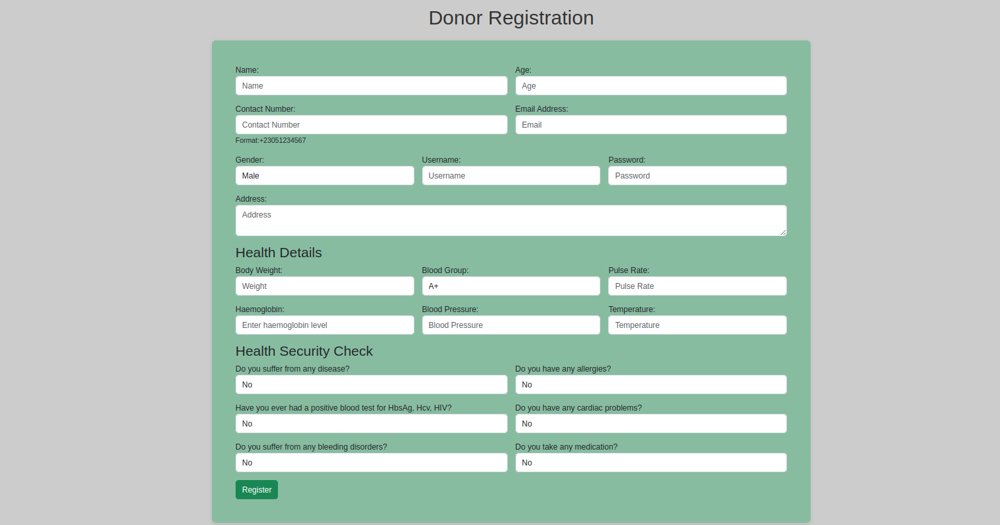 Donor Registration
Name: Age:
Name Age
Contact Number: Email Address:
Contact Number Email
Format:+23051234567
Gender: Username: Password:
Male Username Password
Address:
Address
Health Details
Body Weight: Blood Group: Pulse Rate:
Weight A+ Pulse Rate
Haemoglobin: Blood Pressure: Temperature:
Enter haemoglobin level Blood Pressure Temperature
Health Security Check
Do you suffer from any disease? Do you have any allergies?
No No
Have you ever had a positive blood test for HbsAg, Hcv, HIV? Do you have any cardiac problems?
No No
Do you suffer from any bleeding disorders? Do you take any medication?
No No
Register